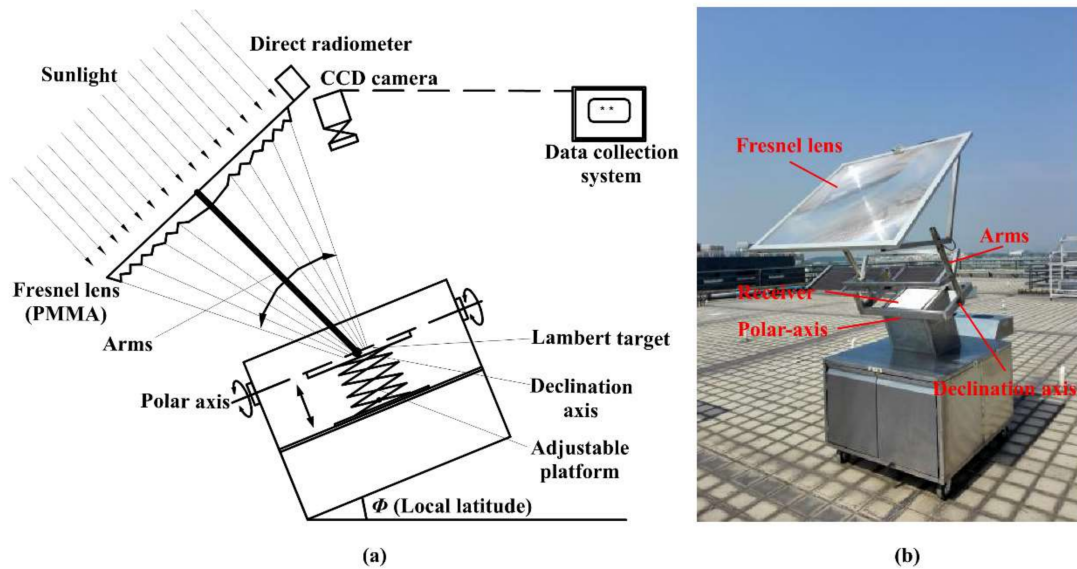 Direct radiometer
Sunlight
CCD camera
* *
Data collection
system
Fresnel lens
(PMMA)
Arms
Lambert target
Polar axis
Declination
axis
Adjustable
platform
Φ (Local latitude)
(a)
Fresnel lens
Arms
Receiver
Polar-axis
Declination axis
(b)